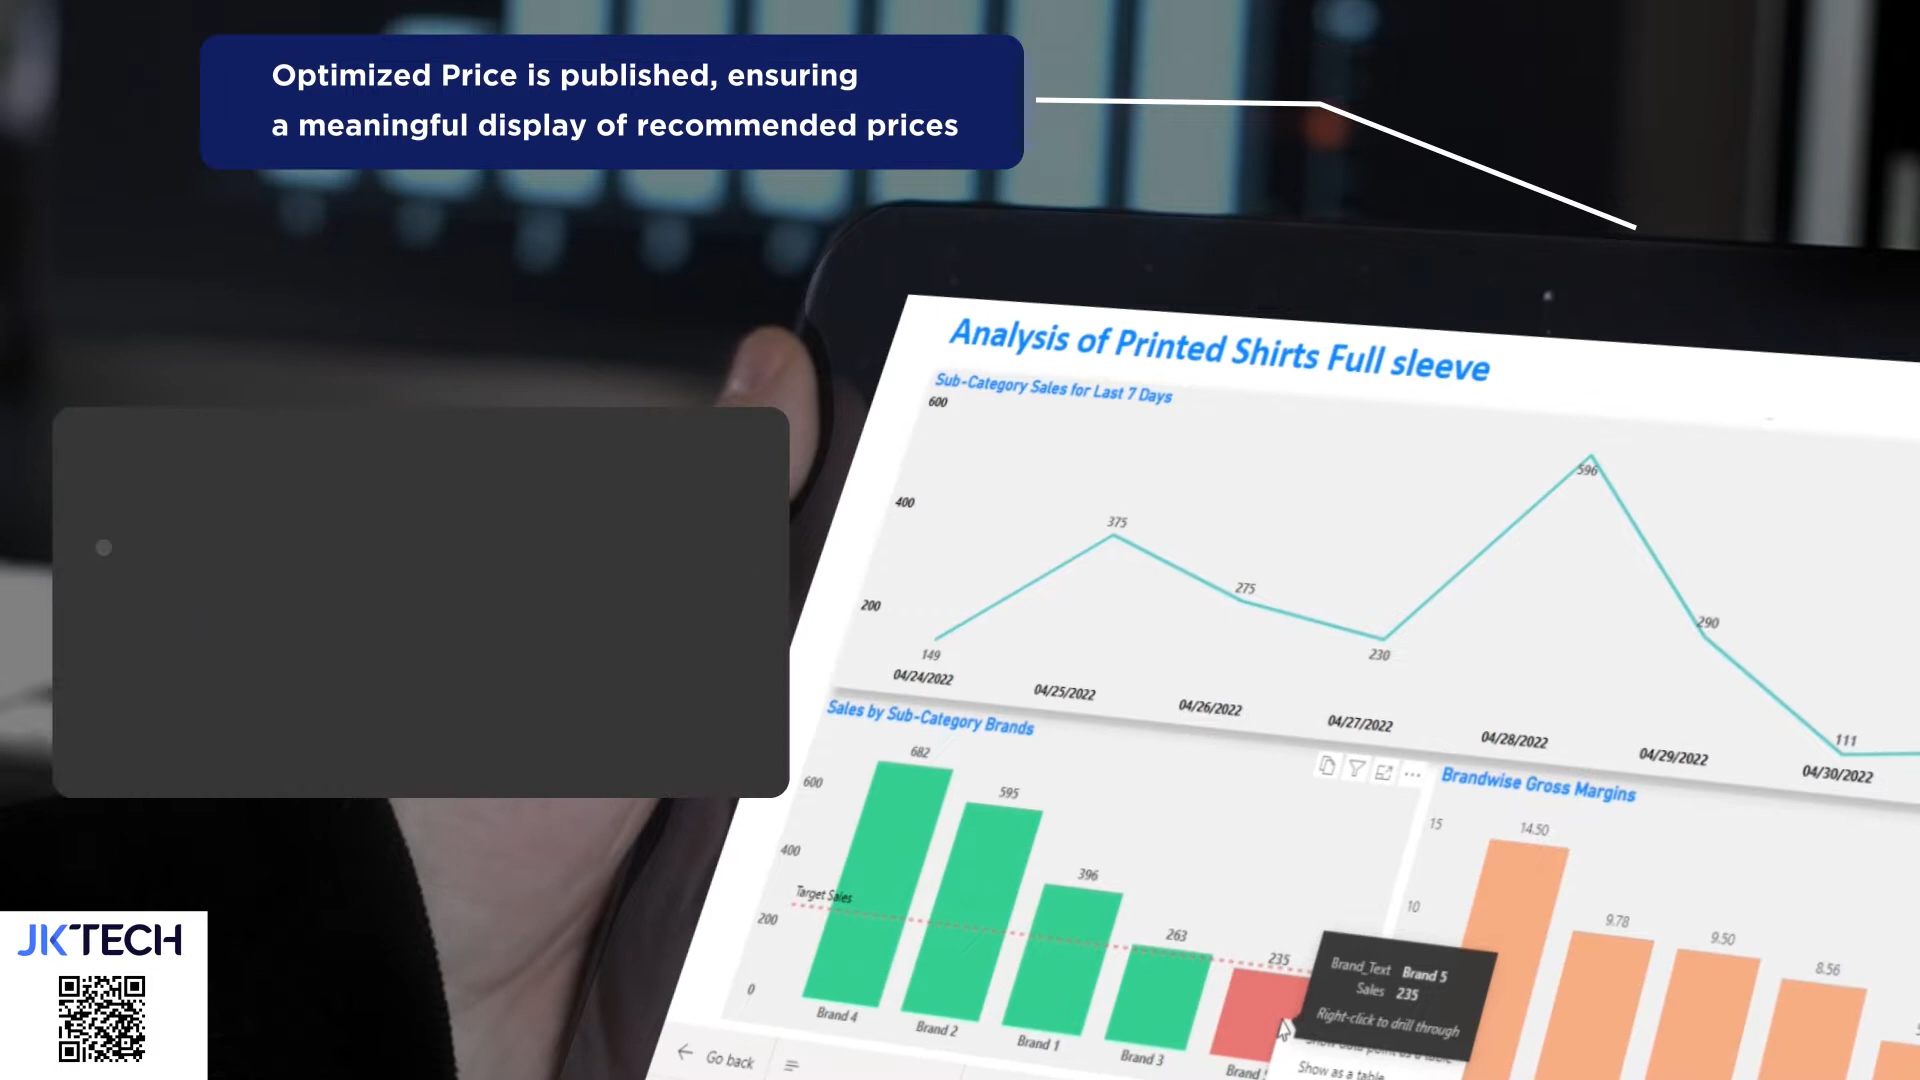 Optimized Price is published, ensuring
a meaningful display of recommended prices
Analysis of Printed Shirts Full sleeve
Sub-Category Sales for Last 7 Days
600
400
200
149
375
275
230
596
290
111
04/24/2022
04/25/2022
04/26/2022
04/27/2022
04/28/2022
04/29/2022
04/30/2022
Sales by Sub-Category Brands
600
400
200
0
Target Sales
682
595
396
263
235
Brand 4
Brand 2
Brand 1
Brand 3
Brand
Brand_Text Brand 5
Sales 235
Right-click to drill through
Show as a table
Brandwise Gross Margins
15
10
14.50
9.78
9.50
8.56
Go back
JKTECH